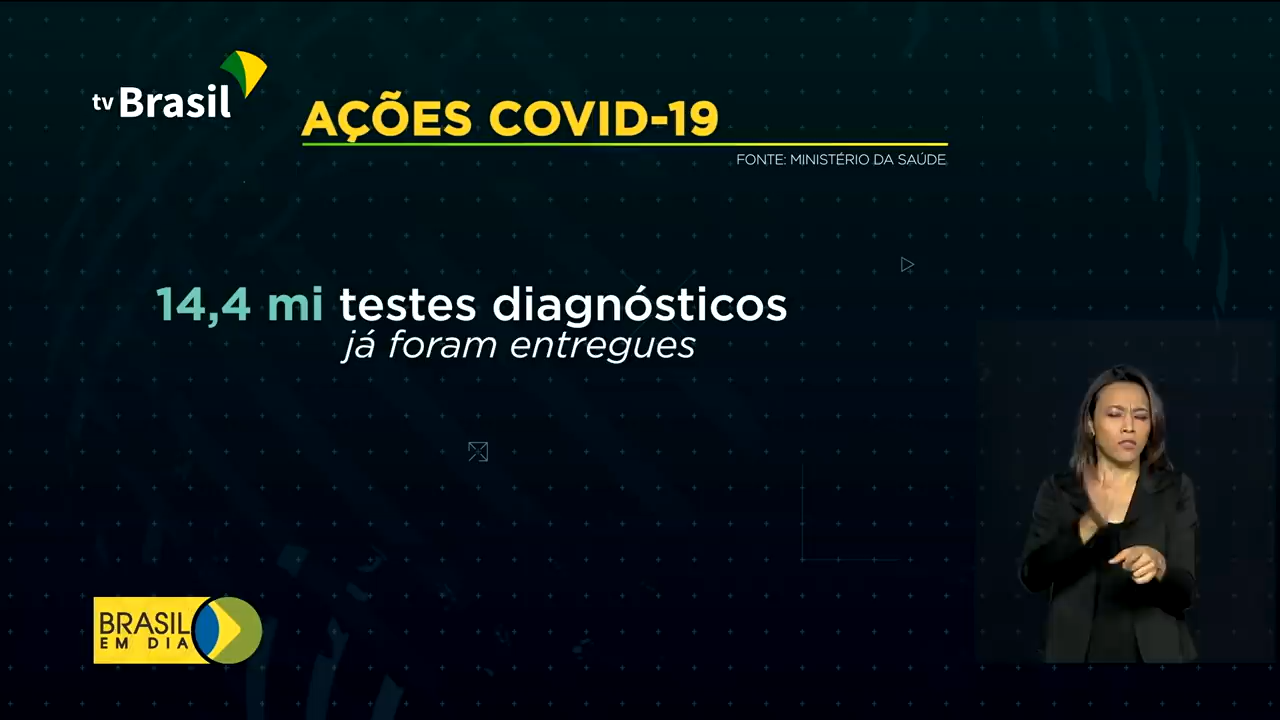 tv Brasil
AÇÕES COVID-19
FONTE: MINISTÉRIO DA SAÚDE
14,4 mi testes diagnósticos
já foram entregues
BRASIL
EM DIA